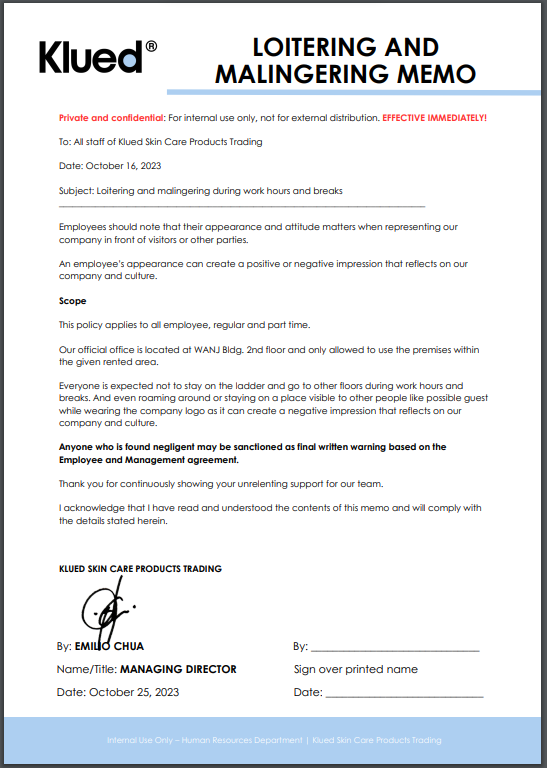 Klued®
LOITERING AND
MALINGERING MEMO
Private and confidential: For internal use only, not for external distribution. EFFECTIVE IMMEDIATELY!
To: All staff of Klued Skin Care Products Trading
Date: October 16, 2023
Subject: Loitering and malingering during work hours and breaks
Employees should note that their appearance and attitude matters when representing our
company in front of visitors or other parties.
An employee's appearance can create a positive or negative impression that reflects on our
company and culture.
Scope
This policy applies to all employee, regular and part time.
Our official office is located at WANJ Bldg. 2nd floor and only allowed to use the premises within
the given rented area.
Everyone is expected not to stay on the ladder and go to other floors during work hours and
breaks. And even roaming around or staying on a place visible to other people like possible guest
while wearing the company logo as it can create a negative impression that reflects on our
company and culture.
Anyone who is found negligent may be sanctioned as final written warning based on the
Employee and Management agreement.
Thank you for continuously showing your unrelenting support for our team.
I acknowledge that I have read and understood the contents of this memo and will comply with
the details stated herein.
KLUED SKIN CARE PRODUCTS TRADING
By: EMILIO CHUA
By: ____________________________
Name/Title: MANAGING DIRECTOR
Sign over printed name
Date: October 25, 2023
Date: __________________________
Internal Use Only – Human Resources Department | Klued Skin Care Products Trading